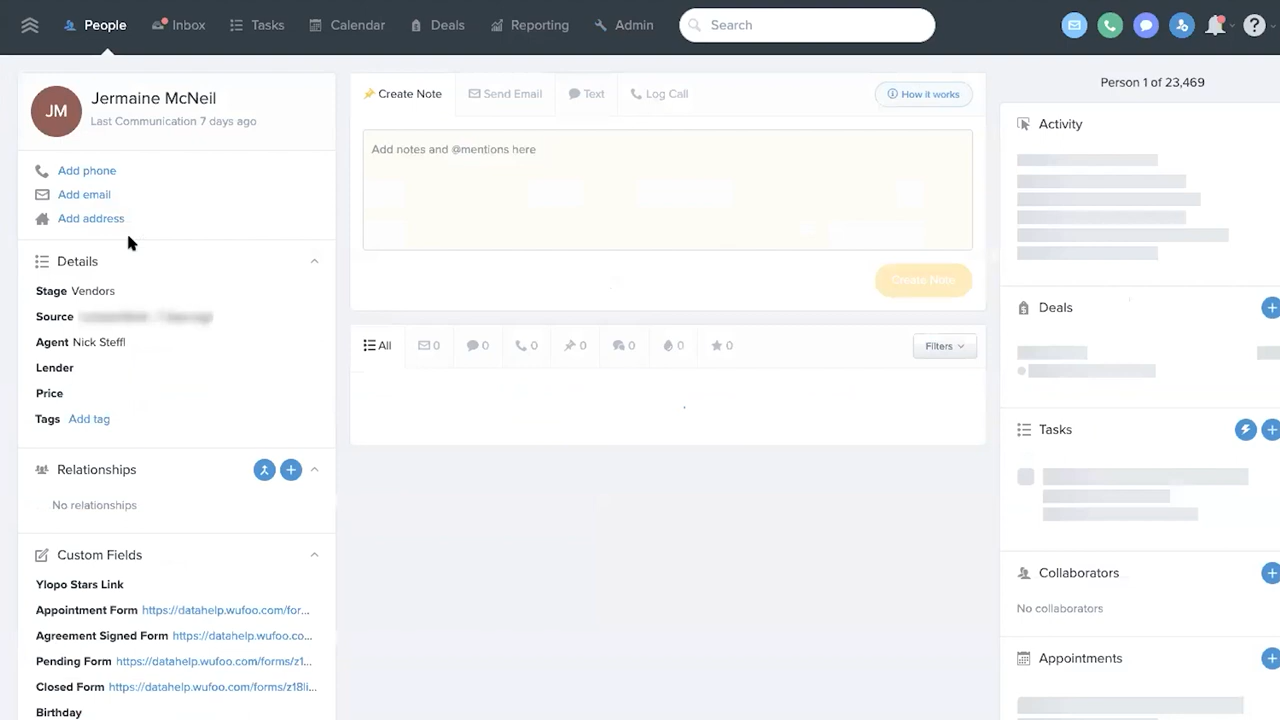 People Inbox Tasks Calendar Deals Reporting Admin Search ?
JM
Jermaine McNeil
Last Communication 7 days ago
Add phone
Add email
Add address
Details
Stage Vendors
Source
Agent Nick Steffl
Lender
Price
Tags Add tag
Relationships
No relationships
Custom Fields
Ylopo Stars Link
Appointment Form https://datahelp.wufoo.com/for...
Agreement Signed Form https://datahelp.wufoo.co...
Pending Form https://datahelp.wufoo.com/forms/z1...
Closed Form https://datahelp.wufoo.com/forms/z18li...
Birthday
Create Note Send Email Text Log Call How it works
Add notes and @mentions here
Create Note
All 0 0 0 0 0 0 0 Filters
Person 1 of 23,469
Activity
Deals
Tasks
Collaborators
No collaborators
Appointments